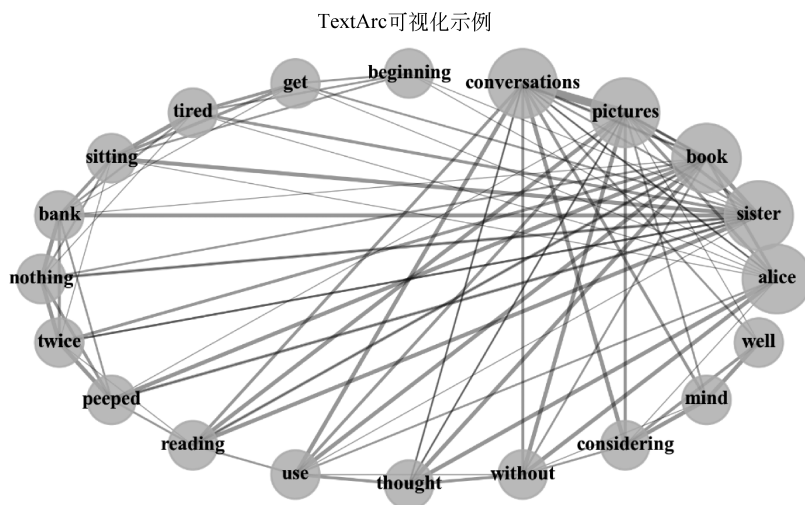 TextArc可视化示例
beginning
get
conversations
tired
pictures
sitting
book
bank
sister
nothing
alice
twice
well
peeped
mind
reading
considering
use
without
thought